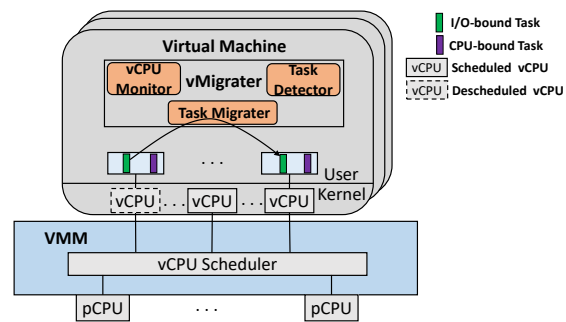 I/O-bound Task
CPU-bound Task
vCPU Scheduled vCPU
vCPU Descheduled vCPU
Virtual Machine
vCPU
Monitor
vMigrater
Task
Detector
Task Migrater
. . .
User
Kernel
vCPU . . . vCPU . . . vCPU
VMM
vCPU Scheduler
pCPU . . . pCPU